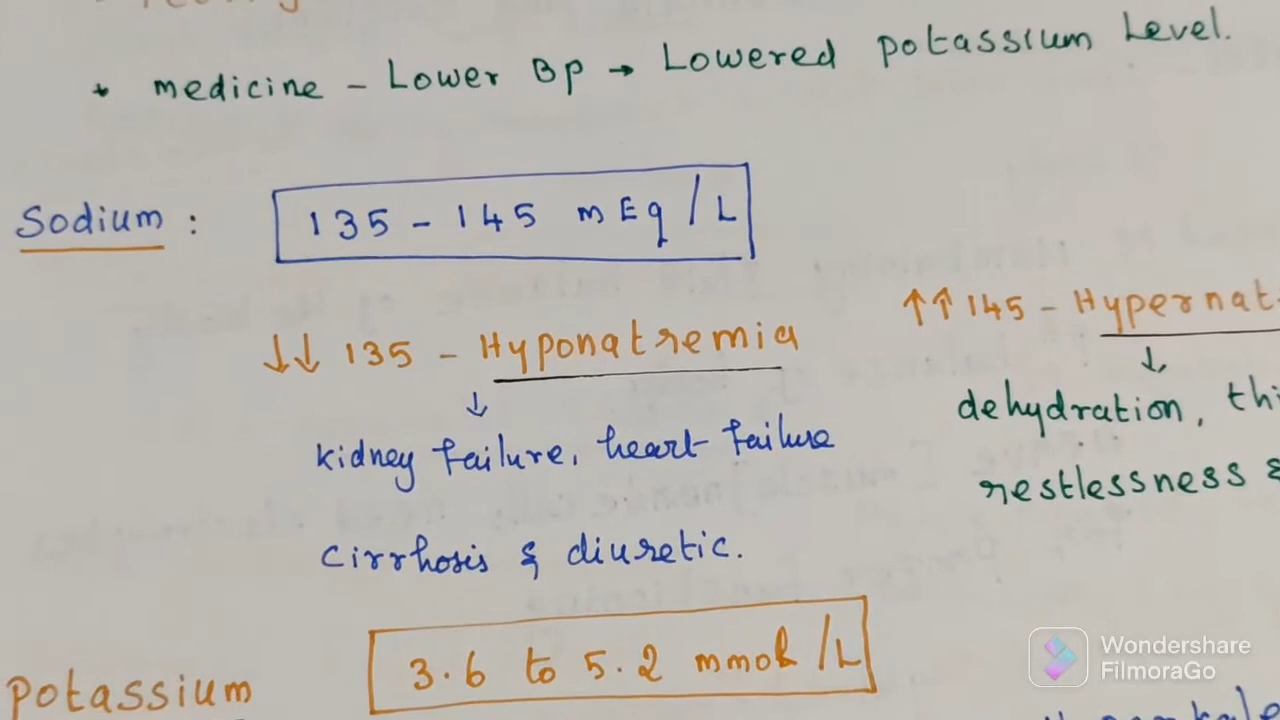 * medicine - Lower Bp → Lowered potassium Level.
Sodium : 135 - 145 mEq/L
↓↓ 135 - Hyponatremia
↓
kidney failure, heart failure
cirrhosis & diuretic.
↑↑ 145 - Hypernat
↓
dehydration, thi
restlessness &
potassium 3.6 to 5.2 mmol/L
Wondershare
FilmoraGo